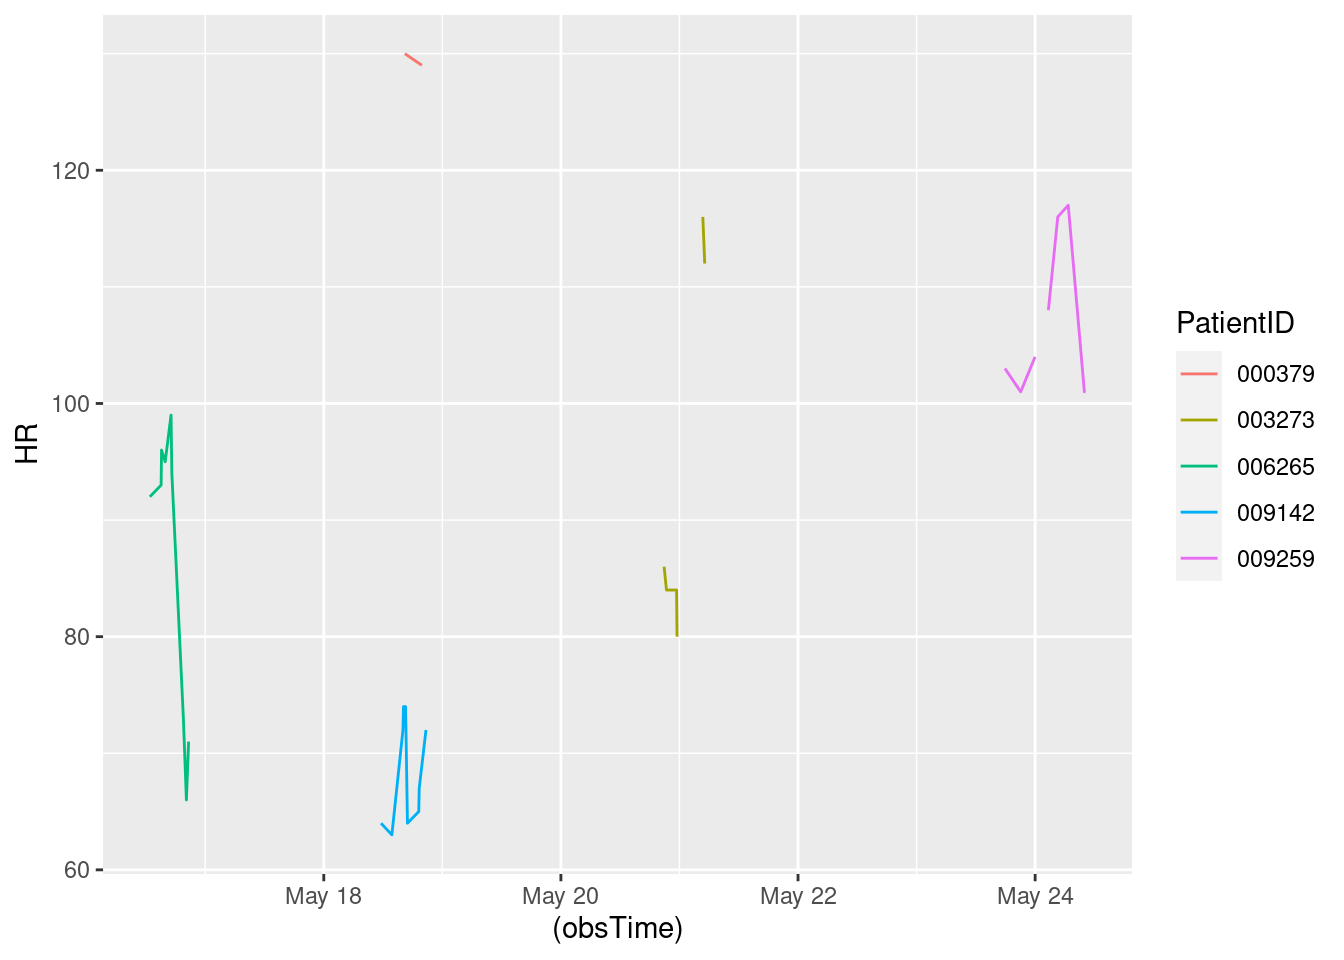 HR
120
100
80
60
May 18
May 20
May 22
May 24
(obsTime)
PatientID
000379
003273
006265
009142
009259